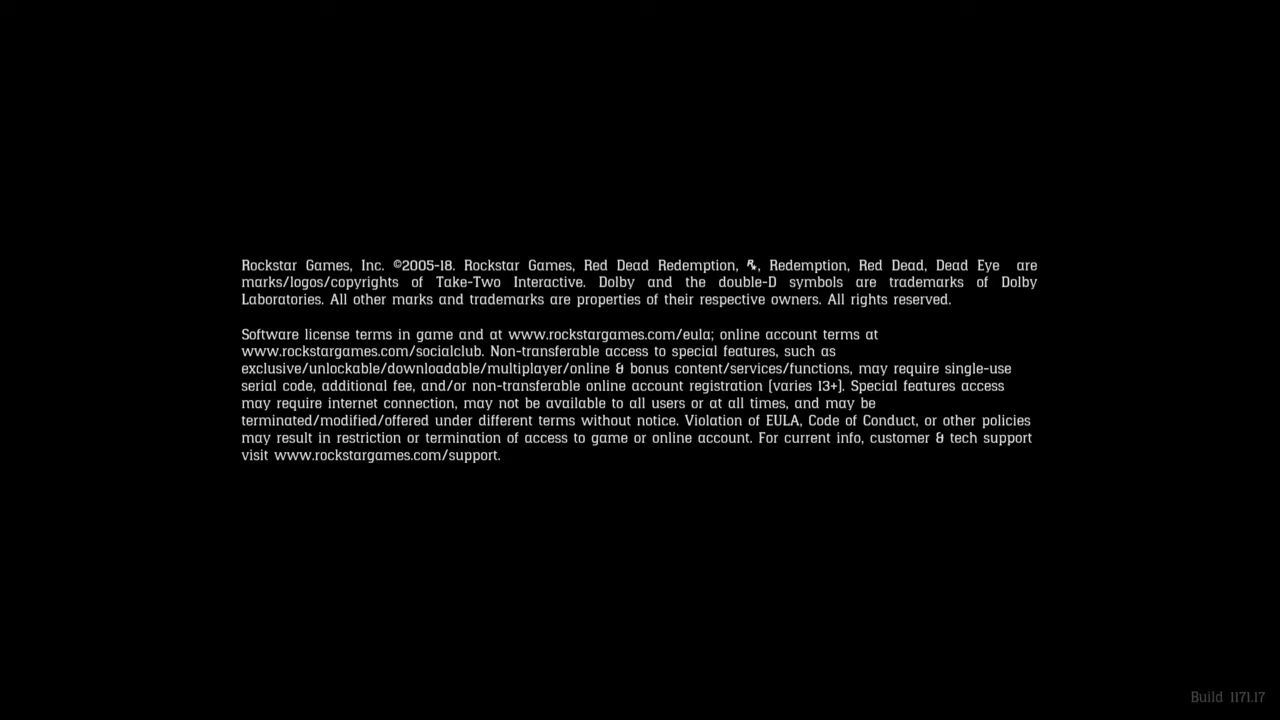 Rockstar Games, Inc. ©2005-18. Rockstar Games, Red Dead Redemption, R*, Redemption, Red Dead, Dead Eye are
marks/logos/copyrights of Take-Two Interactive. Dolby and the double-D symbols are trademarks of Dolby
Laboratories. All other marks and trademarks are properties of their respective owners. All rights reserved.
Software license terms in game and at www.rockstargames.com/eula; online account terms at
www.rockstargames.com/socialclub. Non-transferable access to special features, such as
exclusive/unlockable/downloadable/multiplayer/online & bonus content/services/functions, may require single-use
serial code, additional fee, and/or non-transferable online account registration (varies 13+). Special features access
may require internet connection, may not be available to all users or at all times, and may be
terminated/modified/offered under different terms without notice. Violation of EULA, Code of Conduct, or other policies
may result in restriction or termination of access to game or online account. For current info, customer & tech support
visit www.rockstargames.com/support.
Build 1171.17